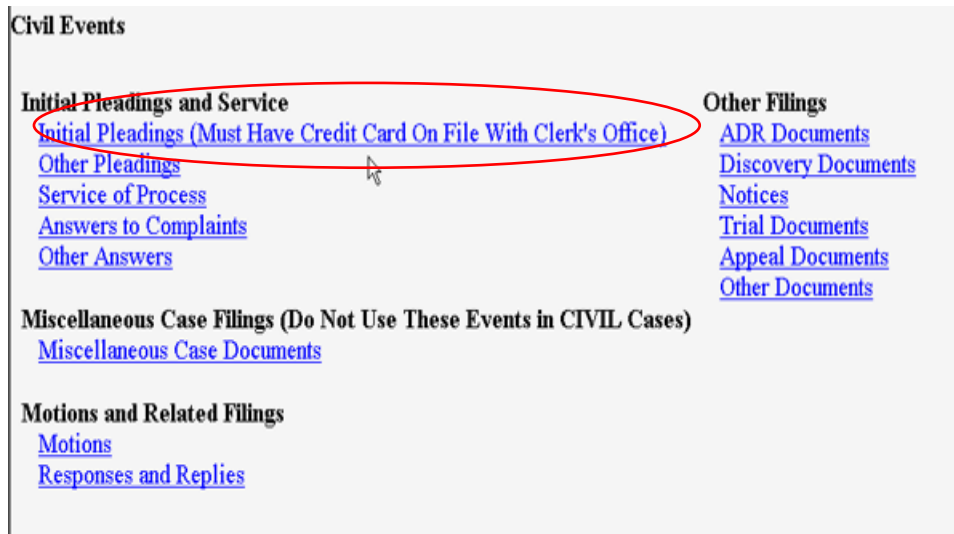 Civil Events
Initial Pleadings and Service
Initial Pleadings (Must Have Credit Card On File With Clerk's Office)
Other Pleadings
Service of Process
Answers to Complaints
Other Answers
Miscellaneous Case Filings (Do Not Use These Events in CIVIL Cases)
Miscellaneous Case Documents
Motions and Related Filings
Motions
Responses and Replies
Other Filings
ADR Documents
Discovery Documents
Notices
Trial Documents
Appeal Documents
Other Documents